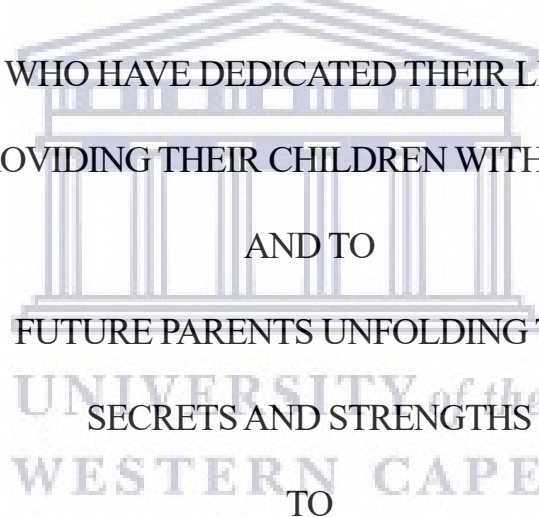 WHO HAVE DEDICATED THEIR
OVIDING THEIR CHILDREN WITH
AND TO
FUTURE PARENTS UNFOLDING
UNIVERSITY of the
SECRETS AND STRENGTHS
WESTERN CAPE
TO